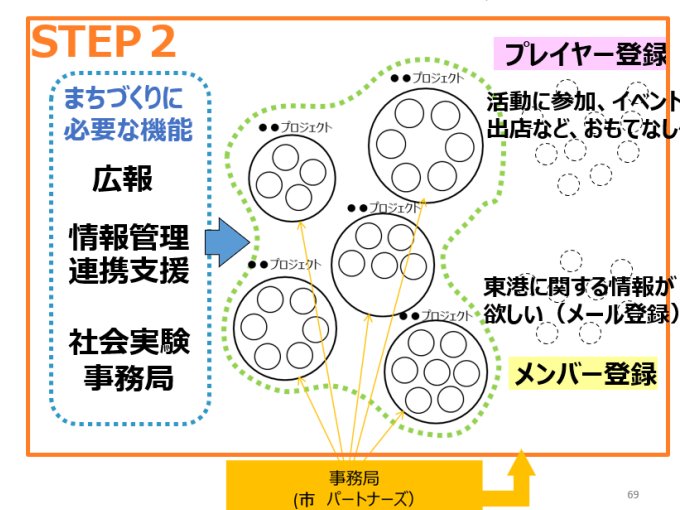 STEP２
まちづくりに
必要な機能
広報
情報管理
連携支援
社会実験
事務局
●●プロジェクト
●●プロジェクト
●●プロジェクト
●●プロジェクト
●●プロジェクト
プレイヤー登録
活動に参加、イベント
出店など、おもてなし
東港に関する情報が
欲しい（メール登録）
メンバー登録
事務局
(市　パートナーズ）
69